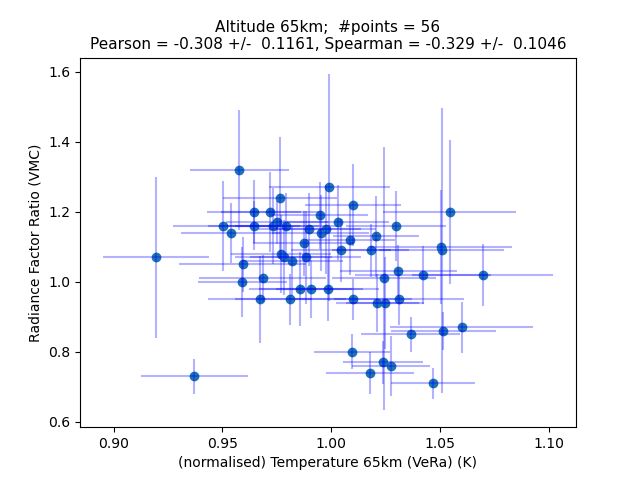 Altitude 65km;  #points = 56
Pearson = -0.308 +/-  0.1161, Spearman = -0.329 +/-  0.1046
1.6
1.4
1.2
1.0
0.8
0.6
Radiance Factor Ratio (VMC)
0.90 0.95 1.00 1.05 1.10
(normalised) Temperature 65km (VeRa) (K)